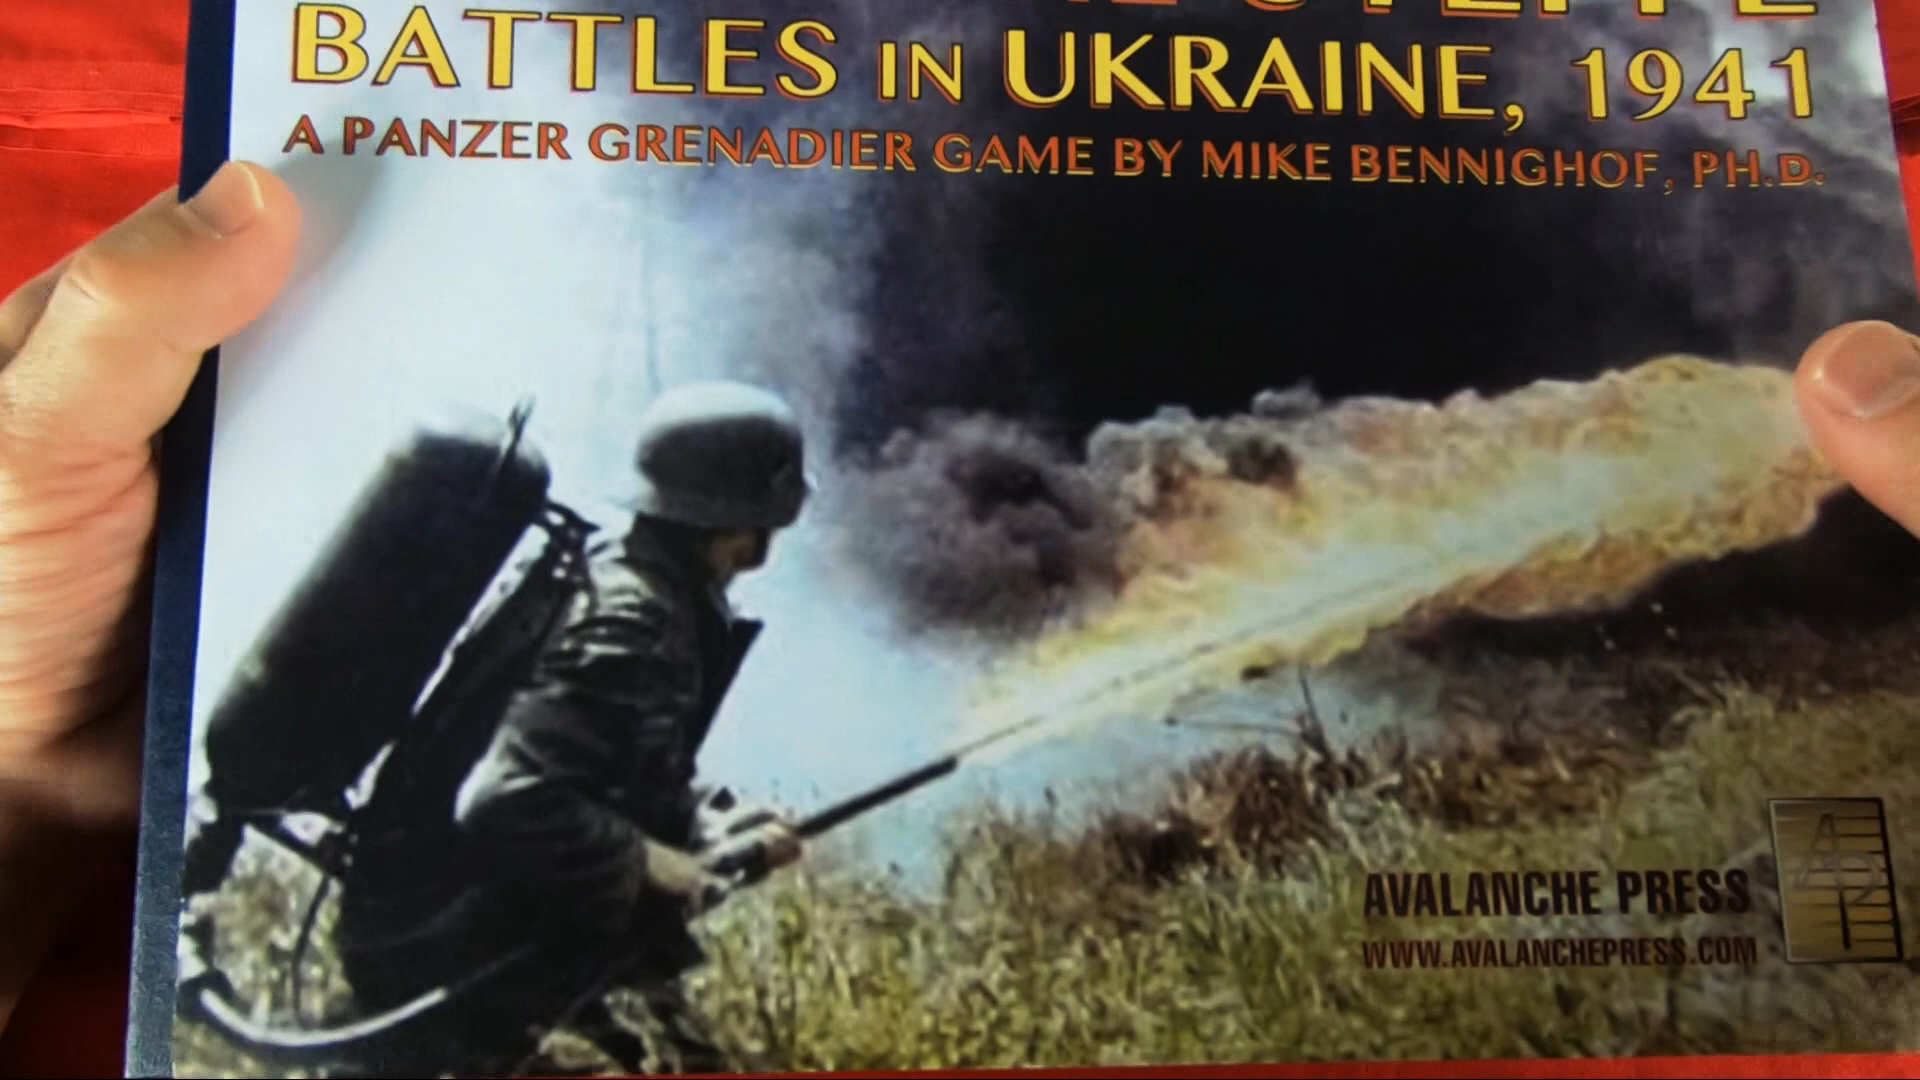 BATTLES IN UKRAINE, 1941
A PANZER GRENADIER GAME BY MIKE BENNIGHOF, PH.D.
AVALANCHE PRESS
WWW.AVALANCHEPRESS.COM